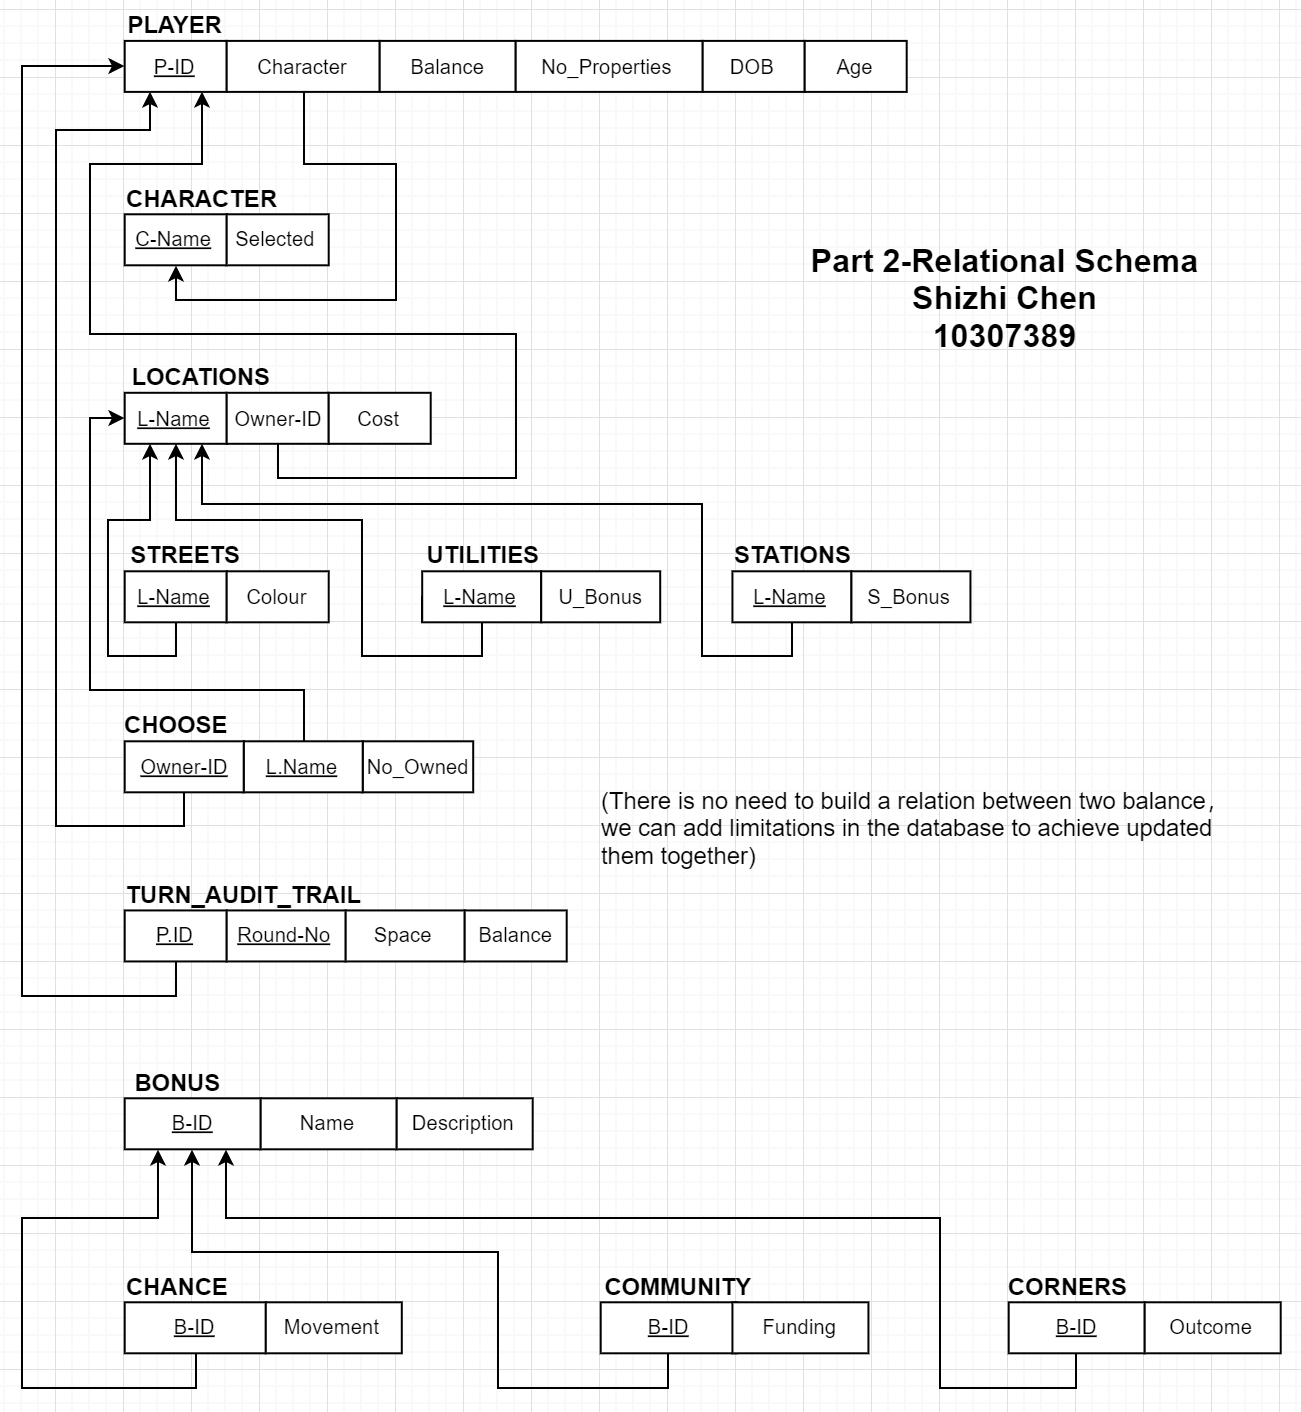 PLAYER
P-ID Character Balance No_Properties DOB Age
CHARACTER
C-Name Selected
Part 2-Relational Schema
Shizhi Chen
10307389
LOCATIONS
L-Name Owner-ID Cost
STREETS UTILITIES STATIONS
L-Name Colour L-Name U_Bonus L-Name S_Bonus
CHOOSE
Owner-ID L.Name No_Owned
(There is no need to build a relation between two balance，
we can add limitations in the database to achieve updated
them together)
TURN_AUDIT_TRAIL
P.ID Round-No Space Balance
BONUS
B-ID Name Description
CHANCE COMMUNITY CORNERS
B-ID Movement B-ID Funding B-ID Outcome